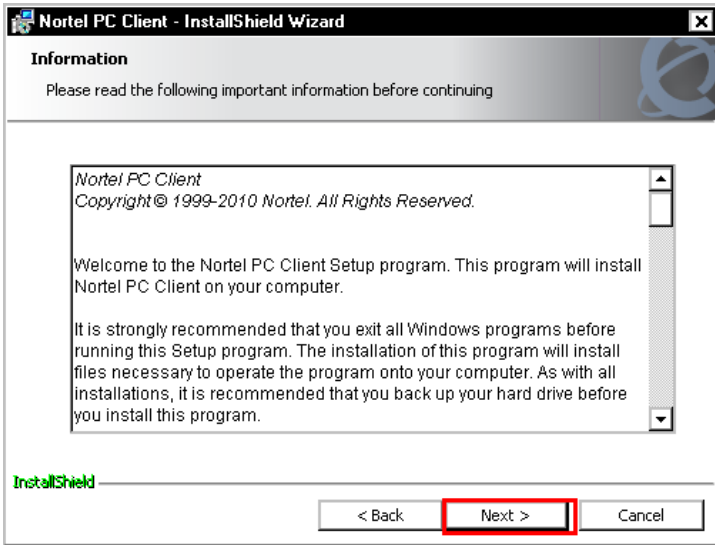 Nortel PC Client - InstallShield Wizard
Information
Please read the following important information before continuing
Nortel PC Client
Copyright © 1999-2010 Nortel. All Rights Reserved.
Welcome to the Nortel PC Client Setup program. This program will install
Nortel PC Client on your computer.
It is strongly recommended that you exit all Windows programs before
running this Setup program. The installation of this program will install
files necessary to operate the program onto your computer. As with all
installations, it is recommended that you back up your hard drive before
you install this program.
InstallShield
< Back
Next >
Cancel